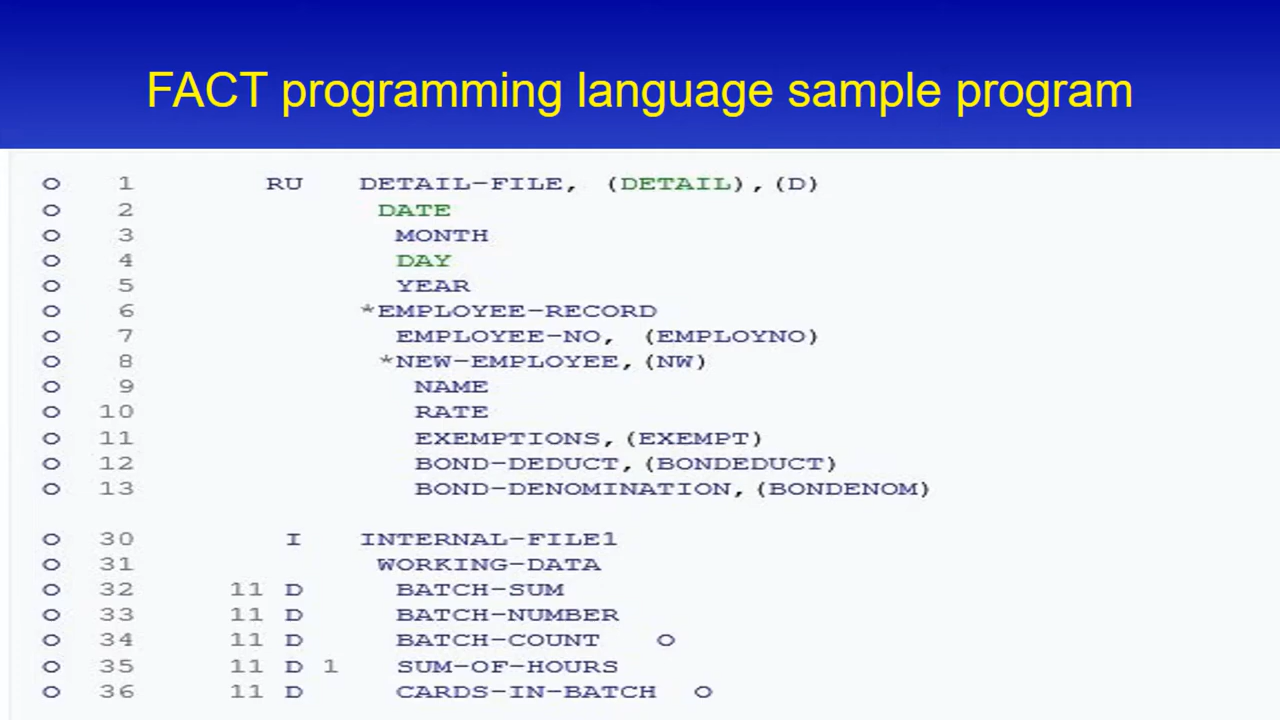 FACT programming language sample program
O 1 RU DETAIL-FILE, (DETAIL),(D)
O 2 DATE
O 3 MONTH
O 4 DAY
O 5 YEAR
O 6 *EMPLOYEE-RECORD
O 7 EMPLOYEE-NO, (EMPLOYNO)
O 8 *NEW-EMPLOYEE,(NW)
O 9 NAME
O 10 RATE
O 11 EXEMPTIONS,(EXEMPT)
O 12 BOND-DEDUCT,(BONDEDUCT)
O 13 BOND-DENOMINATION,(BONDENOM)
O 30 I INTERNAL-FILE1
O 31 WORKING-DATA
O 32 11 D BATCH-SUM
O 33 11 D BATCH-NUMBER
O 34 11 D BATCH-COUNT O
O 35 11 D 1 SUM-OF-HOURS
O 36 11 D CARDS-IN-BATCH O